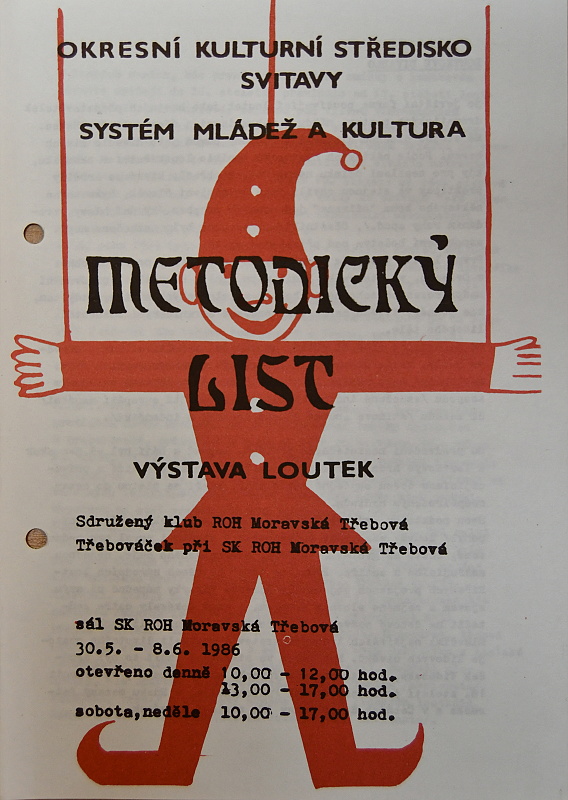 OKRESNÍ KULTURNÍ STŘEDISKO
SVITAVY
SYSTÉM MLÁDEŽ A KULTURA
METODICKÝ
LIST
VÝSTAVA LOUTEK
Sdružený klub ROH Moravská Třebová
Třebováček při SK ROH Moravská Třebová
sál SK ROH Moravská Třebová
30.5. - 8.6. 1986
otevřeno denně 10,00 - 12,00 hod.
13,00 - 17,00 hod.
sobota,neděle 10,00 - 17,00 hod.